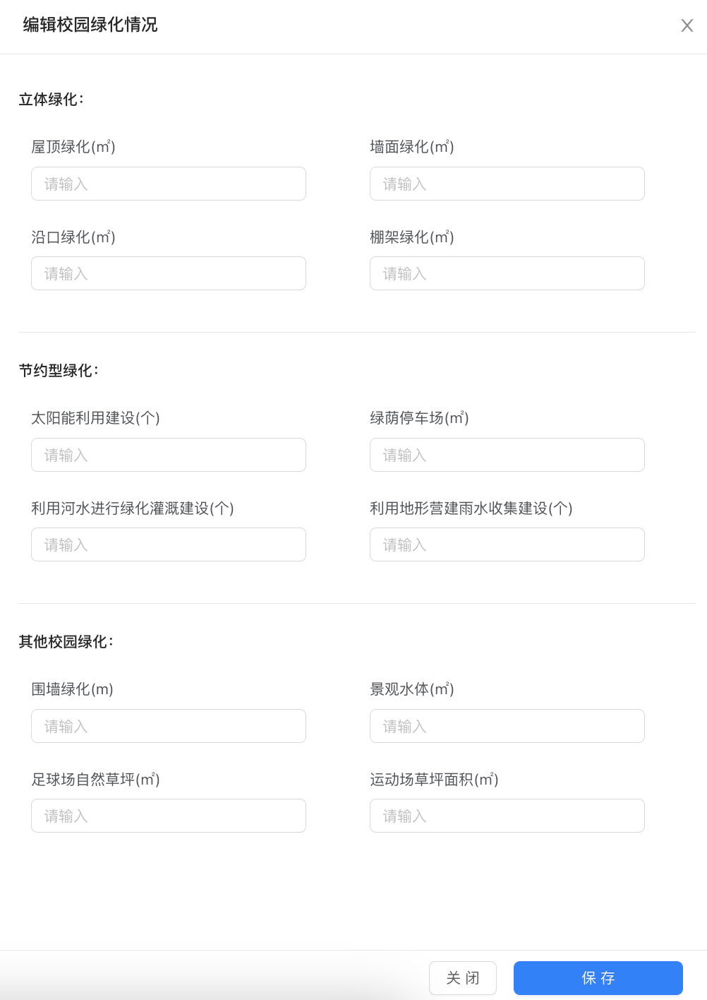 编辑校园绿化情况
立体绿化：
屋顶绿化(㎡)
墙面绿化(㎡)
请输入
请输入
沿口绿化(㎡)
棚架绿化(㎡)
请输入
请输入
节约型绿化：
太阳能利用建设(个)
绿荫停车场(㎡)
请输入
请输入
利用河水进行绿化灌溉建设(个)
利用地形营建雨水收集建设(个)
请输入
请输入
其他校园绿化：
围墙绿化(m)
景观水体(㎡)
请输入
请输入
足球场自然草坪(㎡)
运动场草坪面积(㎡)
请输入
请输入
关 闭
保 存